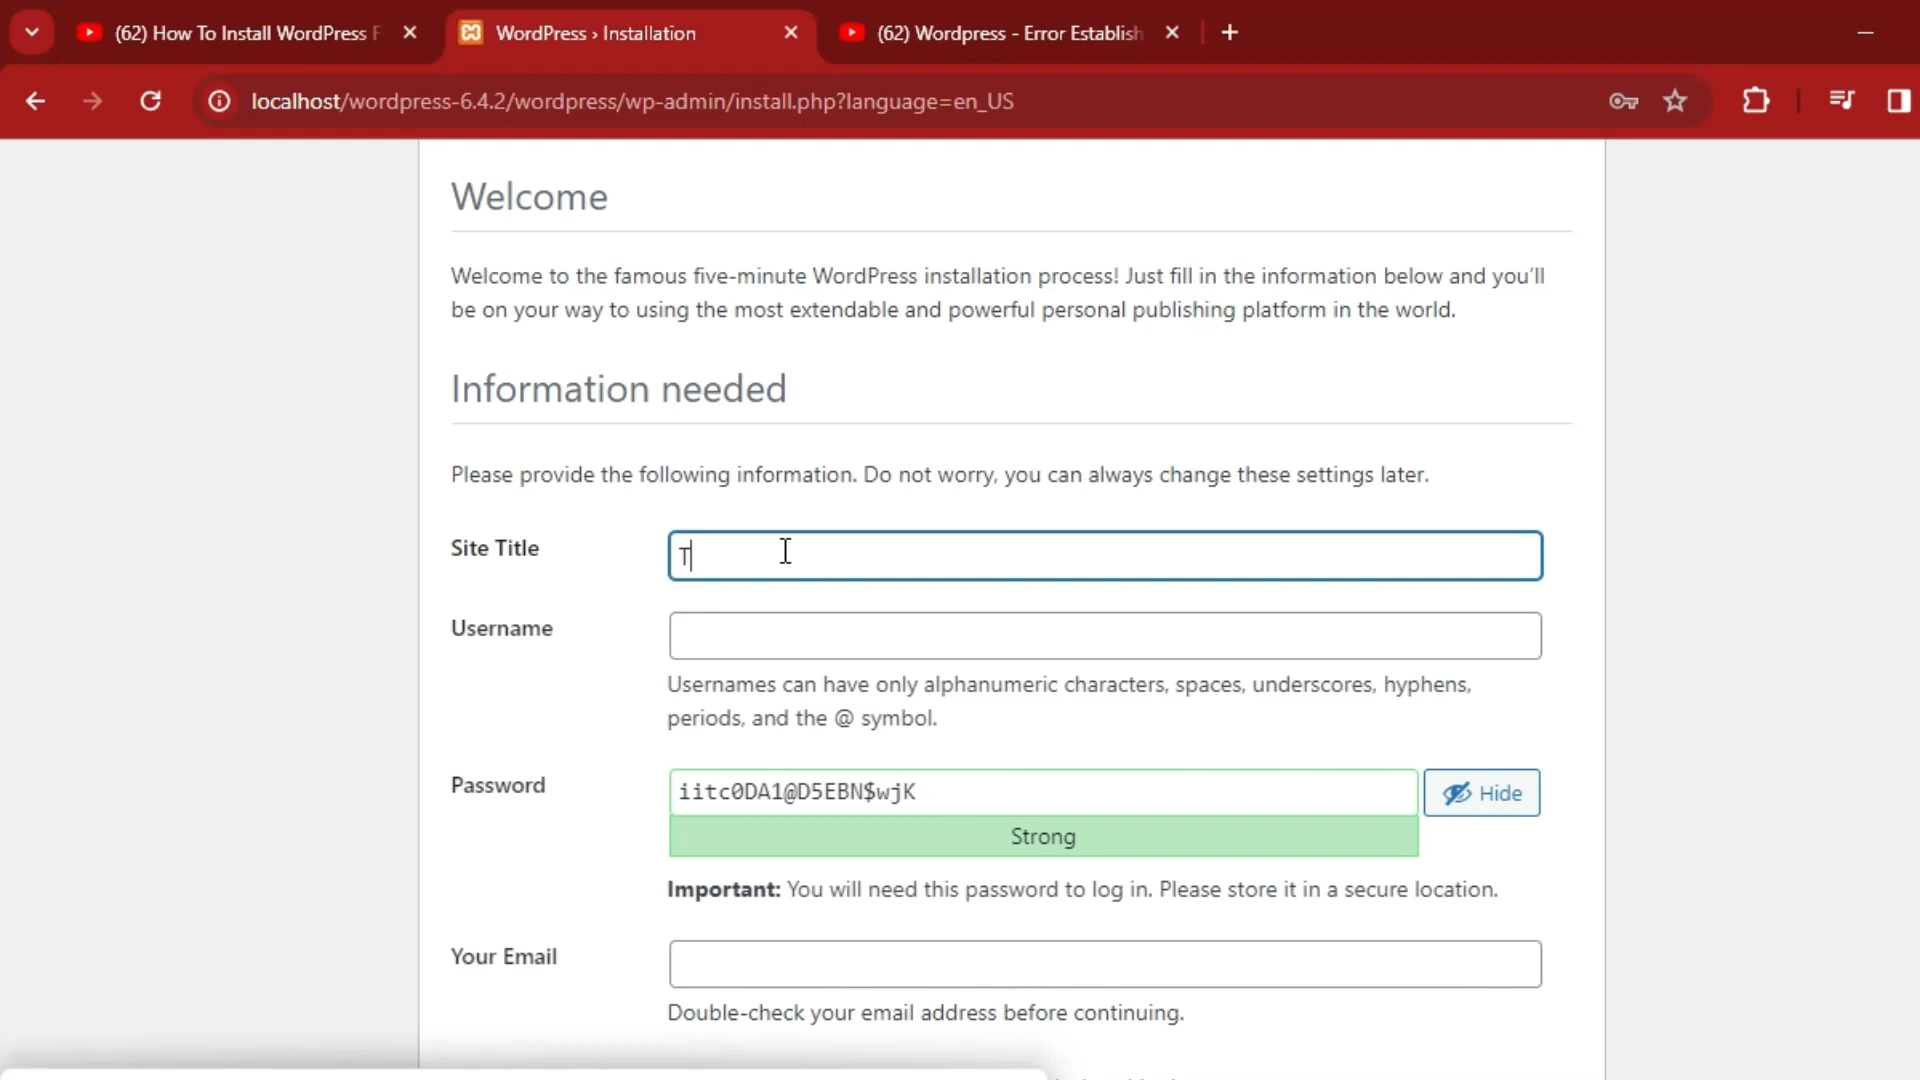 (62) How To Install WordPress F
WordPress › Installation
(62) Wordpress - Error Establish
localhost/wordpress-6.4.2/wordpress/wp-admin/install.php?language=en_US
Welcome
Welcome to the famous five-minute WordPress installation process! Just fill in the information below and you'll
be on your way to using the most extendable and powerful personal publishing platform in the world.
Information needed
Please provide the following information. Do not worry, you can always change these settings later.
Site Title
T
Username
Usernames can have only alphanumeric characters, spaces, underscores, hyphens,
periods, and the @ symbol.
Password
iitc0DA1@D5EBN$wjK
Hide
Strong
Important: You will need this password to log in. Please store it in a secure location.
Your Email
Double-check your email address before continuing.